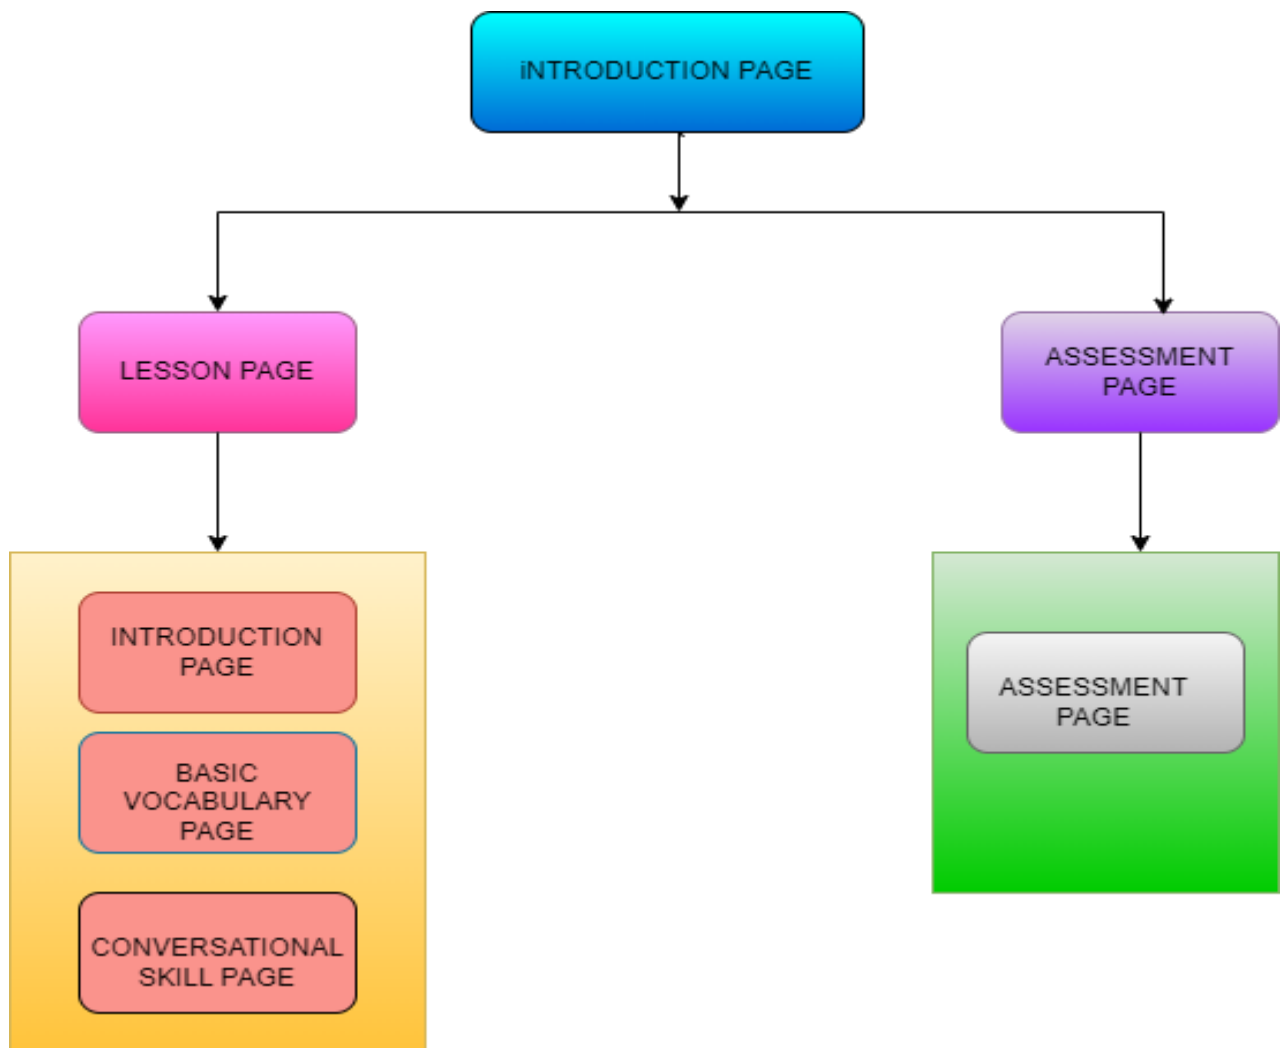 iNTRODUCTION PAGE
LESSON PAGE
ASSESSMENT
PAGE
INTRODUCTION
PAGE
BASIC
VOCABULARY
PAGE
CONVERSATIONAL
SKILL PAGE
ASSESSMENT
PAGE